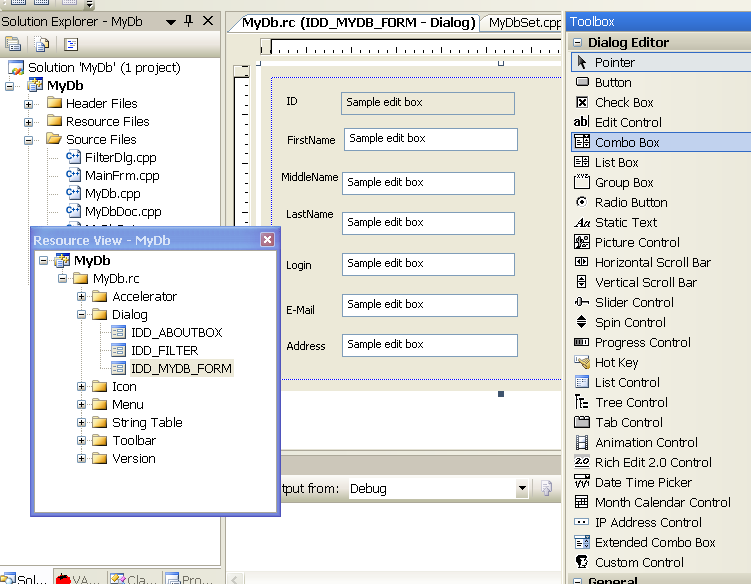 Solution Explorer - MyDb
Solution 'MyDb' (1 project)
MyDb
Header Files
Resource Files
Source Files
FilterDlg.cpp
MainFrm.cpp
MyDb.cpp
MyDbDoc.cpp
Resource View - MyDb
MyDb
MyDb.rc
Accelerator
Dialog
IDD_ABOUTBOX
IDD_FILTER
IDD_MYDB_FORM
Icon
Menu
String Table
Toolbar
Version
Sol...
VA...
Cla...
Pro...
MyDb.rc (IDD_MYDB_FORM - Dialog)
MyDbSet.cpp
ID
Sample edit box
FirstName
Sample edit box
MiddleName
Sample edit box
LastName
Sample edit box
Login
Sample edit box
E-Mail
Sample edit box
Address
Sample edit box
tput from:
Debug
Toolbox
Dialog Editor
Pointer
Button
Check Box
ab| Edit Control
Combo Box
List Box
xyz Group Box
Radio Button
Aa Static Text
Picture Control
Horizontal Scroll Bar
Vertical Scroll Bar
Slider Control
Spin Control
Progress Control
Hot Key
List Control
Tree Control
Tab Control
Animation Control
2.0 Rich Edit 2.0 Control
Date Time Picker
Month Calendar Control
IP Address Control
Extended Combo Box
Custom Control
General